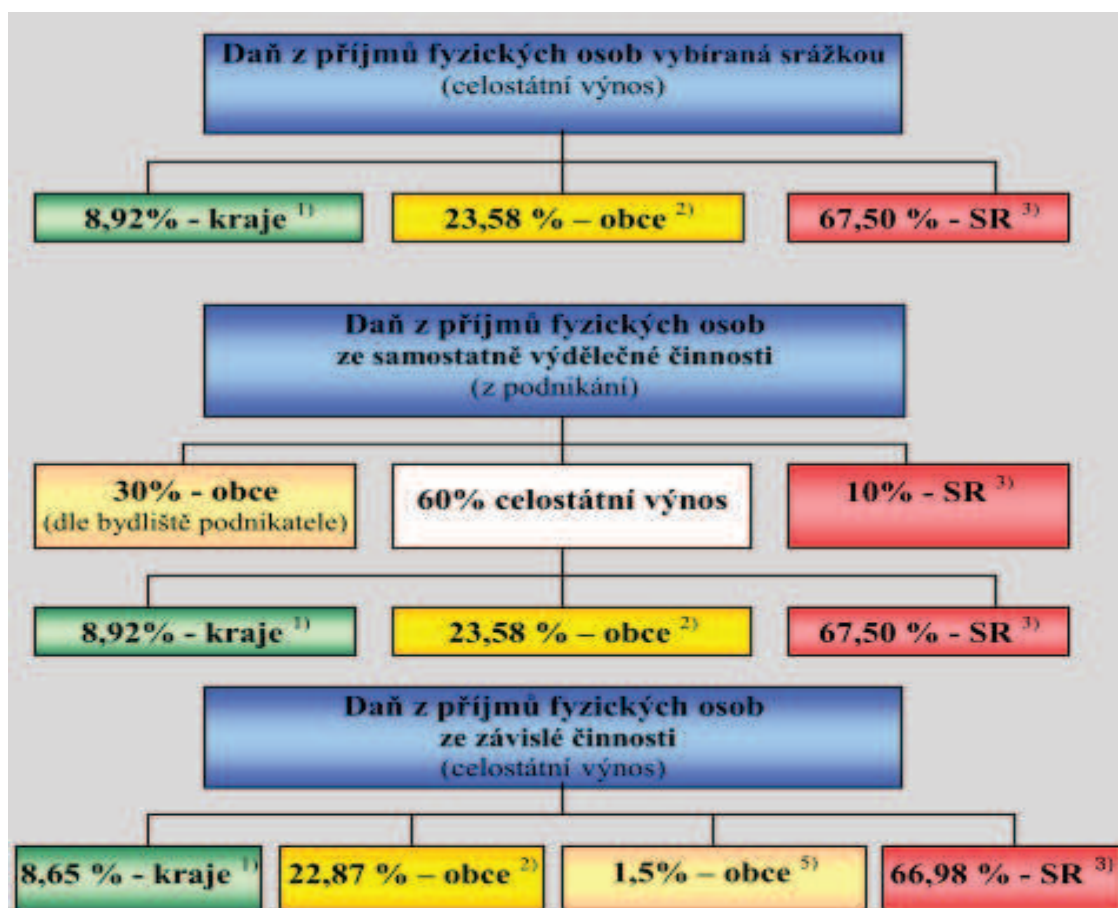 Daň z příjmů fyzických osob vybíraná srážkou
(celostátní výnos)
8,92% - kraje 1)
23,58 % – obce 2)
67,50 % - SR 3)
Daň z příjmů fyzických osob
ze samostatně výdělečné činnosti
(z podnikání)
30% - obce
(dle bydliště podnikatele)
60% celostátní výnos
10% - SR 3)
8,92% - kraje 1)
23,58 % – obce 2)
67,50 % - SR 3)
Daň z příjmů fyzických osob
ze závislé činnosti
(celostátní výnos)
8,65 % - kraje 1)
22,87 % – obce 2)
1,5% – obce 5)
66,98 % - SR 3)